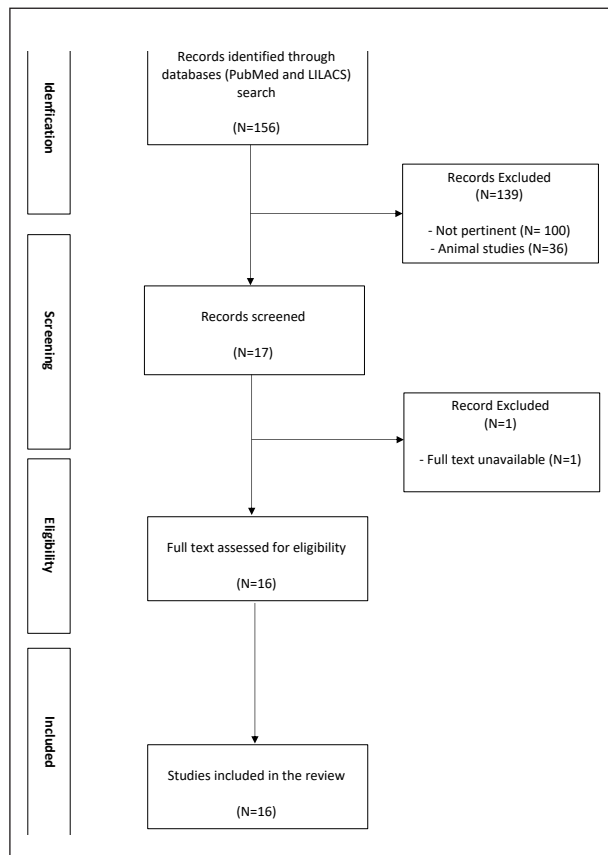 Idenfication
Records identified through
databases (PubMed and LILACS)
search
(N=156)
Records Excluded
(N=139)
- Not pertinent (N= 100)
- Animal studies (N=36)
Screening
Records screened
(N=17)
Record Excluded
(N=1)
- Full text unavailable (N=1)
Eligibility
Full text assessed for eligibility
(N=16)
Included
Studies included in the review
(N=16)